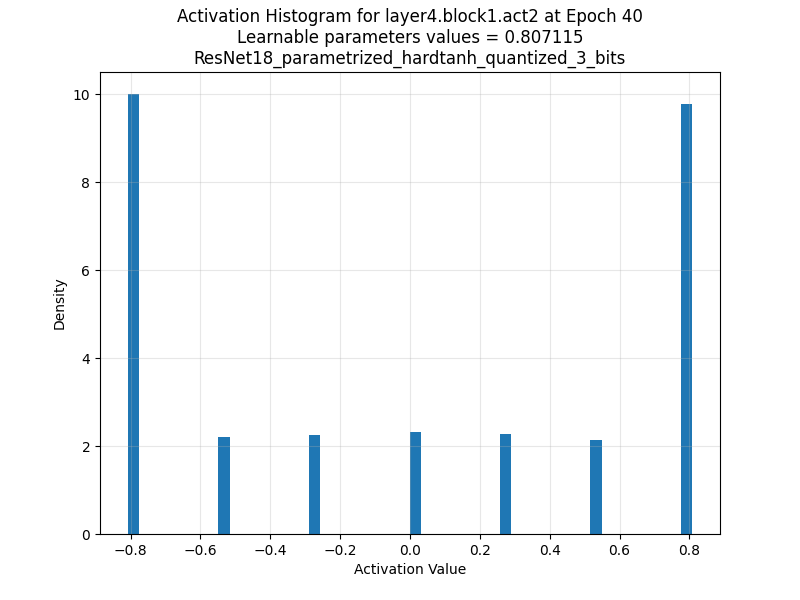 Activation Histogram for layer4.block1.act2 at Epoch 40
Learnable parameters values = 0.807115
ResNet18_parametrized_hardtanh_quantized_3_bits
10
8
6
4
2
0
Density
−0.8 −0.6 −0.4 −0.2 0.0 0.2 0.4 0.6 0.8
Activation Value